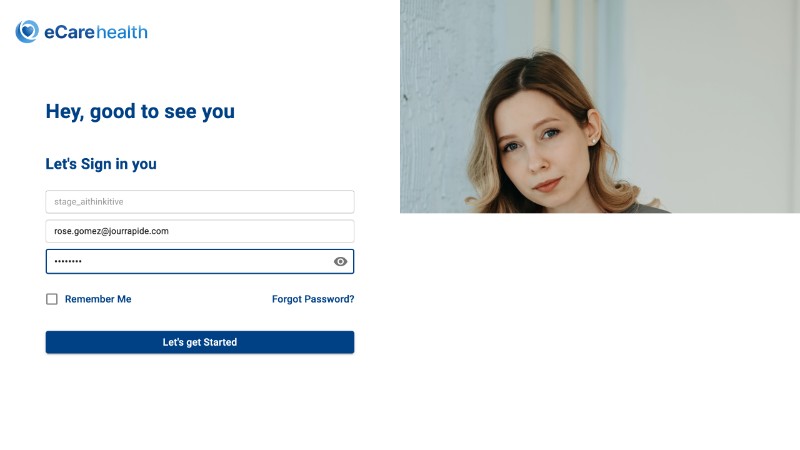 eCarehealth
Hey, good to see you
Let's Sign in you
stage_aithinkitive
rose.gomez@jourrapide.com
••••••••
Remember Me
Forgot Password?
Let's get Started